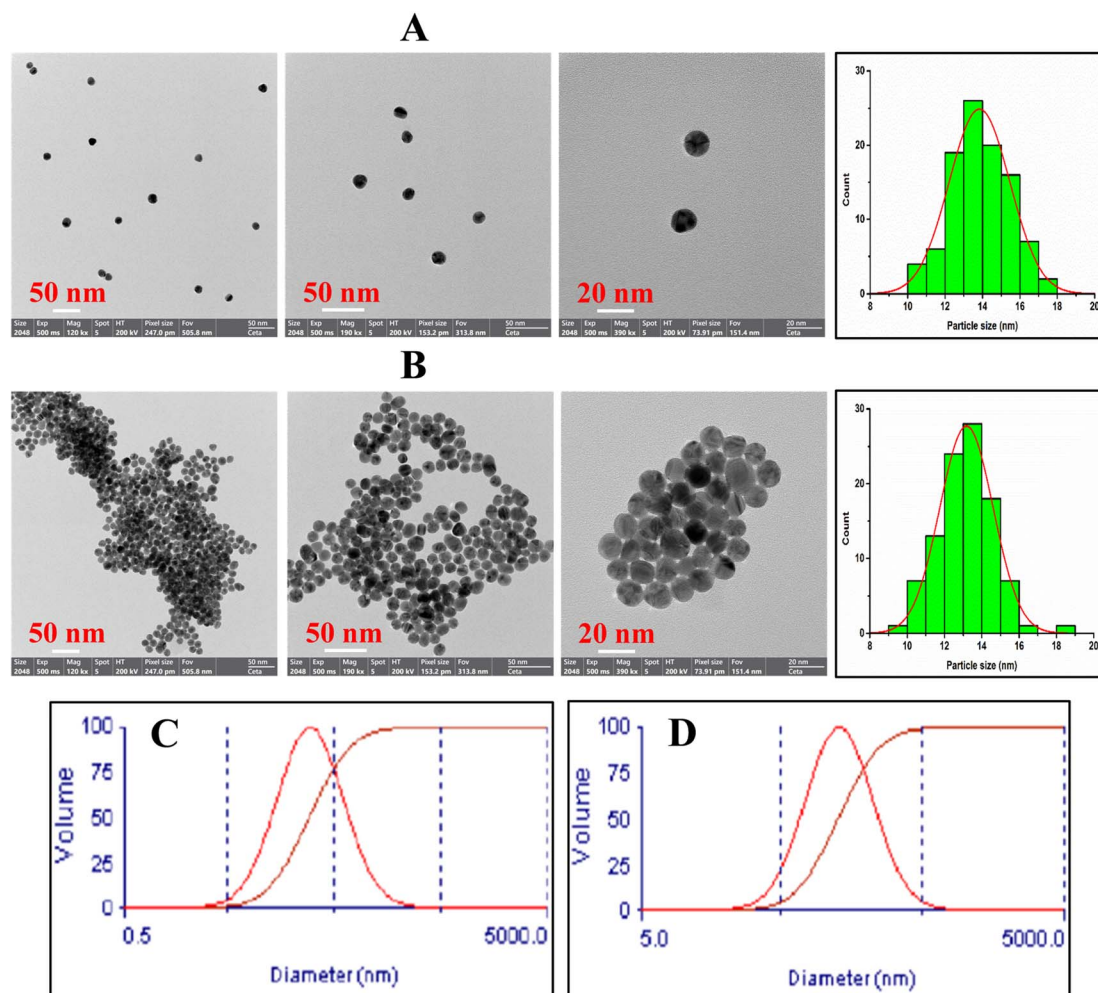 A
50 nm
Size Exp Mag Spot HT Pixel size Fov 50 nm
2048 500 ms 120 kx 5 200 kV 247.0 pm 505.8 nm Ceta
50 nm
Size Exp Mag Spot HT Pixel size Fov 50 nm
2048 500 ms 190 kx 5 200 kV 153.2 pm 313.8 nm Ceta
20 nm
Size Exp Mag Spot HT Pixel size Fov 20 nm
2048 500 ms 390 kx 5 200 kV 73.91 pm 151.4 nm Ceta
30
20
10
0
Count
8 10 12 14 16 18 20
Particle size (nm)
B
50 nm
Size Exp Mag Spot HT Pixel size Fov 50 nm
2048 500 ms 120 kx 5 200 kV 247.0 pm 505.8 nm Ceta
50 nm
Size Exp Mag Spot HT Pixel size Fov 50 nm
2048 500 ms 190 kx 5 200 kV 153.2 pm 313.8 nm Ceta
20 nm
Size Exp Mag Spot HT Pixel size Fov 20 nm
2048 500 ms 390 kx 5 200 kV 73.91 pm 151.4 nm Ceta
30
20
10
0
Count
8 10 12 14 16 18 20
Particle size (nm)
C
100
75
50
25
0
Volume
0.5 5000.0
Diameter (nm)
D
100
75
50
25
0
Volume
5.0 5000.0
Diameter (nm)